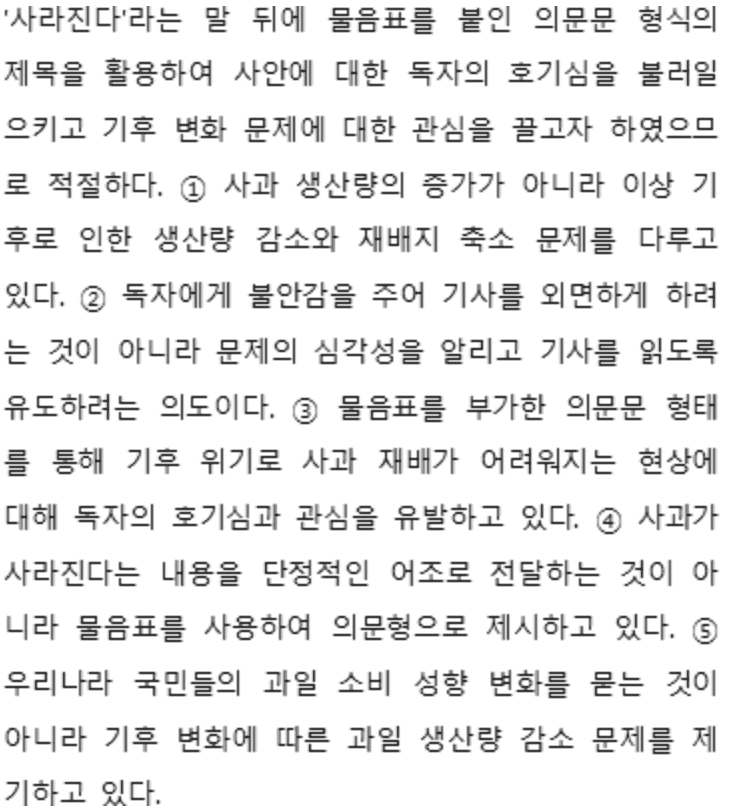 '사라진다'라는 말 뒤에 물음표를 붙인 의문문 형식의
제목을 활용하여 사안에 대한 독자의 호기심을 불러일
으키고 기후 변화 문제에 대한 관심을 끌고자 하였으므
로 적절하다. ① 사과 생산량의 증가가 아니라 이상 기
후로 인한 생산량 감소와 재배지 축소 문제를 다루고
있다. ② 독자에게 불안감을 주어 기사를 외면하게 하려
는 것이 아니라 문제의 심각성을 알리고 기사를 읽도록
유도하려는 의도이다. ③ 물음표를 부가한 의문문 형태
를 통해 기후 위기로 사과 재배가 어려워지는 현상에
대해 독자의 호기심과 관심을 유발하고 있다. ④ 사과가
사라진다는 내용을 단정적인 어조로 전달하는 것이 아
니라 물음표를 사용하여 의문형으로 제시하고 있다. ⑤
우리나라 국민들의 과일 소비 성향 변화를 묻는 것이
아니라 기후 변화에 따른 과일 생산량 감소 문제를 제
기하고 있다.